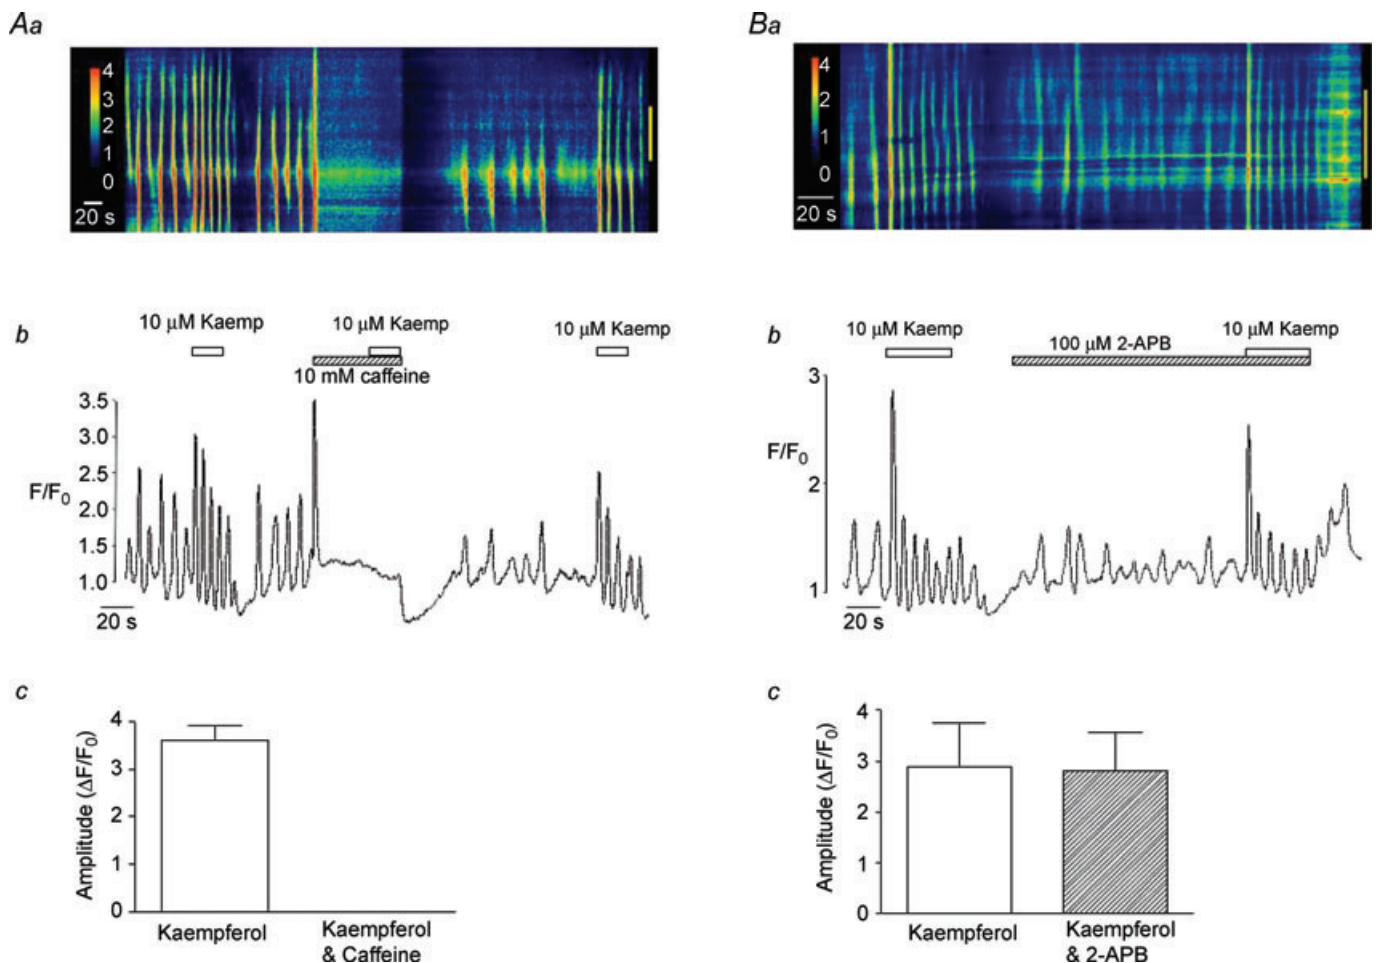 Aa
4
3
2
1
0
20 s
Ba
4
2
1
0
20 s
b
10 μM Kaemp
10 μM Kaemp
10 μM Kaemp
10 mM caffeine
3.5
3.0
2.5
2.0
1.5
1.0
F/F0
20 s
b
10 μM Kaemp
100 μM 2-APB
10 μM Kaemp
3
2
1
F/F0
20 s
c
4
3
2
1
0
Amplitude (ΔF/F0)
Kaempferol
Kaempferol
& Caffeine
c
4
3
2
1
0
Amplitude (ΔF/F0)
Kaempferol
Kaempferol
& 2-APB